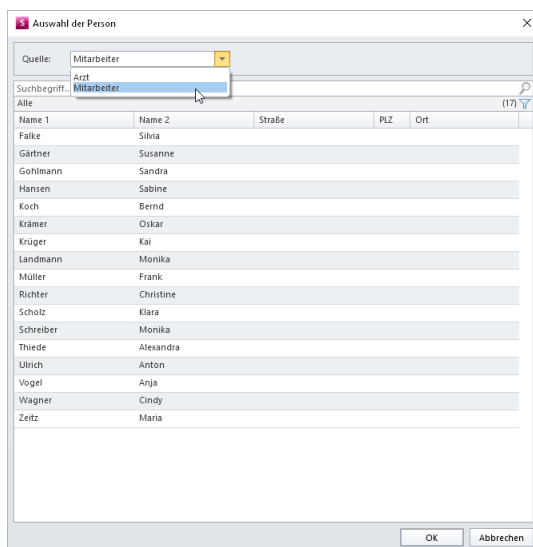 S Auswahl der Person
Quelle: Mitarbeiter
Arzt
Suchbegriff... Mitarbeiter
Alle (17)
Name 1 Name 2 Straße PLZ Ort
Falke Silvia
Gärtner Susanne
Gohlmann Sandra
Hansen Sabine
Koch Bernd
Krämer Oskar
Krüger Kai
Landmann Monika
Müller Frank
Richter Christine
Scholz Klara
Schreiber Monika
Thiede Alexandra
Ulrich Anton
Vogel Anja
Wagner Cindy
Zeitz Maria
OK Abbrechen